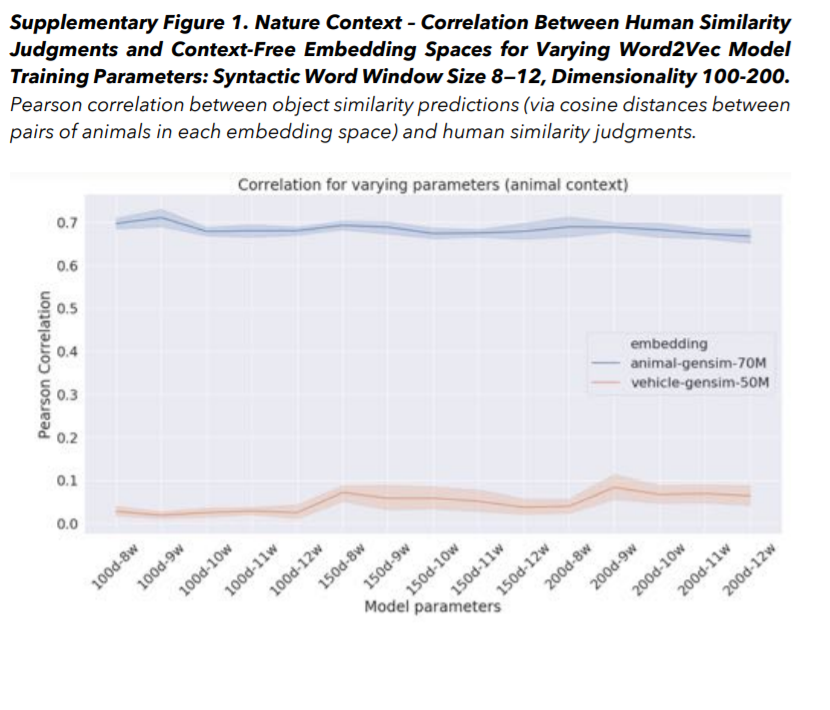 Supplementary Figure 1. Nature Context – Correlation Between Human Similarity
Judgments and Context-Free Embedding Spaces for Varying Word2Vec Model
Training Parameters: Syntactic Word Window Size 8–12, Dimensionality 100-200.
Pearson correlation between object similarity predictions (via cosine distances between
pairs of animals in each embedding space) and human similarity judgments.
Correlation for varying parameters (animal context)
Pearson Correlation
0.7
0.6
0.5
0.4
0.3
0.2
0.1
0.0
embedding
animal-gensim-70M
vehicle-gensim-50M
100d-8w
100d-9w
100d-10w
100d-11w
100d-12w
150d-8w
150d-9w
150d-10w
150d-11w
150d-12w
200d-8w
200d-9w
200d-10w
200d-11w
200d-12w
Model parameters